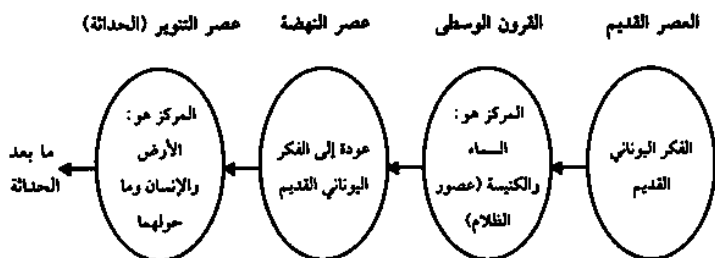 العصر القديم
القرون الوسطى
عصر النهضة
عصر التنوير (الحداثة)
الفكر اليوناني
القديم
المركز هو:
السماء
والكنيسة (عصور
الظلام)
عودة إلى الفكر
اليوناني القديم
المركز هو:
الأرض
والإنسان وما
حولهما
ما بعد
الحداثة